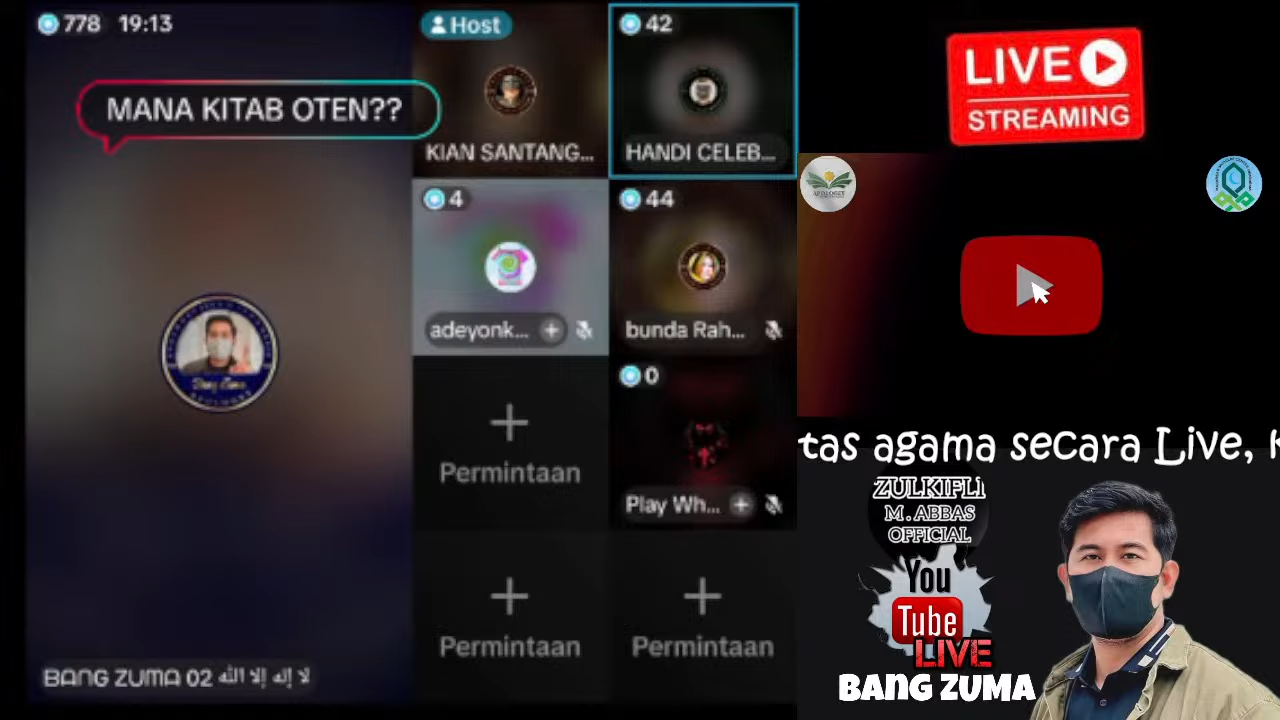 778 19:13
MANA KITAB OTEN??
BANG ZUMA 02 لا إله إلا الله
Host
KIAN SANTANG...
42
HANDI CELEB...
4
adeyonk...
44
bunda Rah...
Permintaan
0
Play Wh...
Permintaan
Permintaan
LIVE
STREAMING
tas agama secara Live,
ZULKIFLI
M. ABBAS
OFFICIAL
You
Tube
LIVE
BANG ZUMA